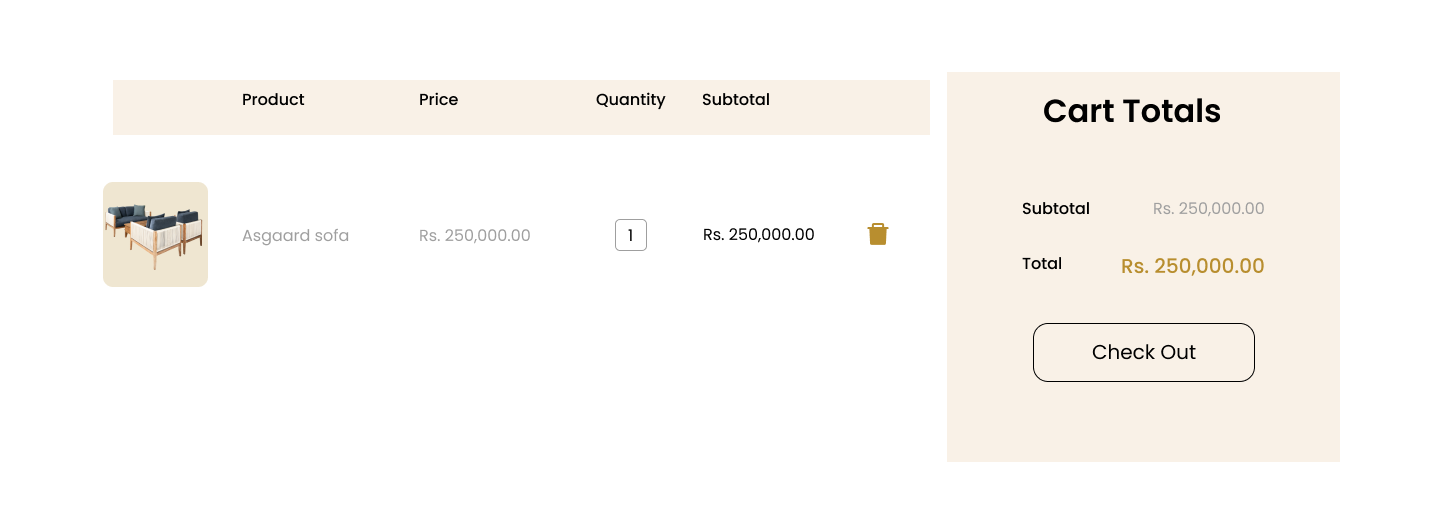 Product Price Quantity Subtotal
Asgaard sofa Rs. 250,000.00 1 Rs. 250,000.00
Cart Totals
Subtotal Rs. 250,000.00
Total Rs. 250,000.00
Check Out